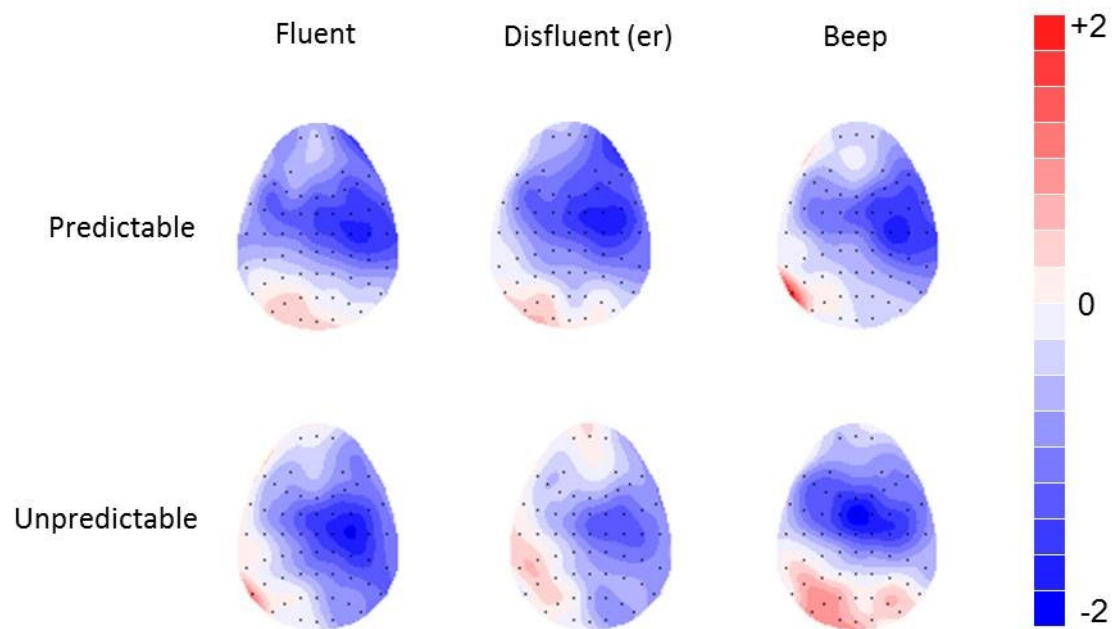 Fluent
Disfluent (er)
Beep
+2
Predictable
0
Unpredictable
-2